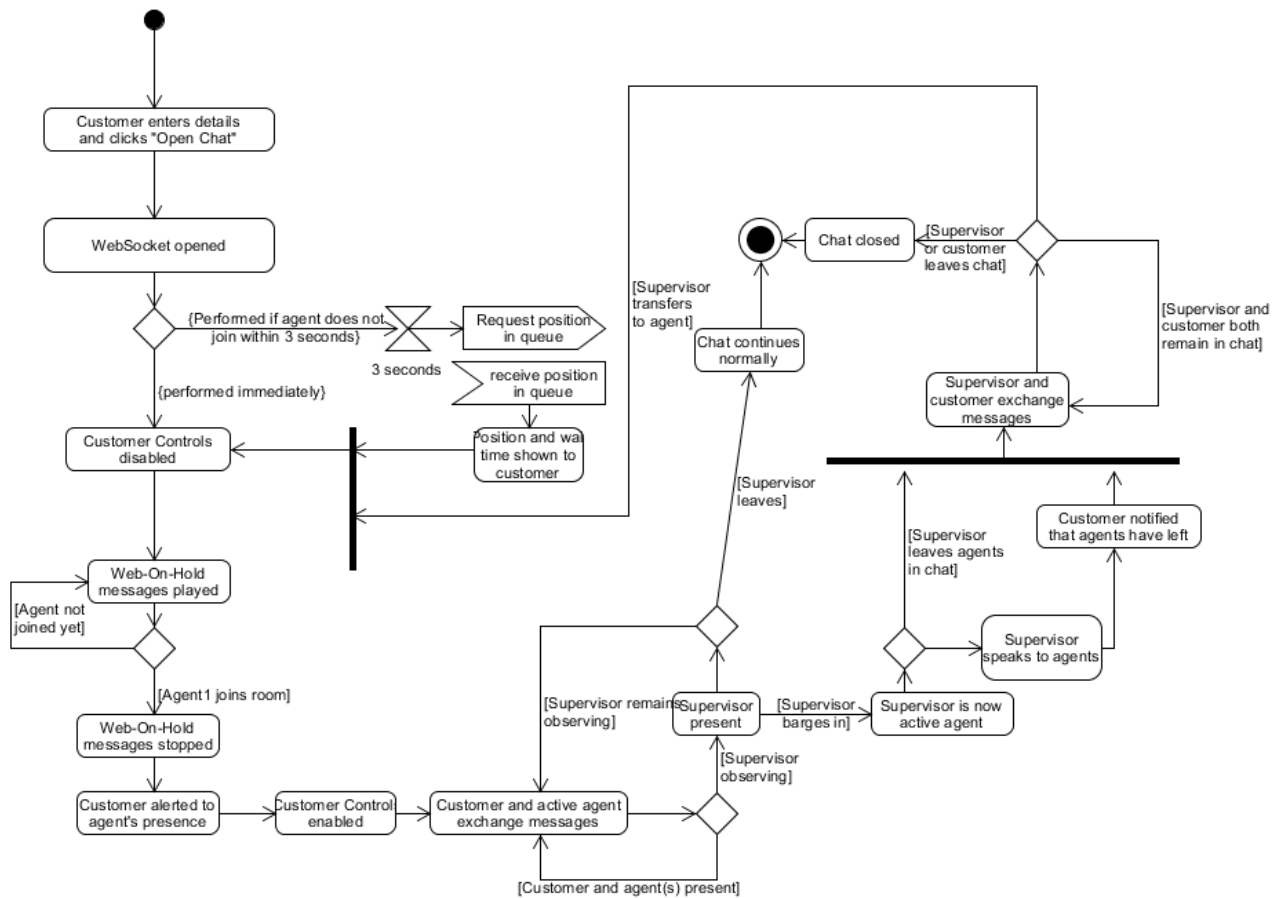 Customer enters details
and clicks "Open Chat"
WebSocket opened
{Performed if agent does not
join within 3 seconds}
3 seconds
Request position
in queue
receive position
in queue
{performed immediately}
Customer Controls
disabled
Position and wai
time shown to
customer
Web-On-Hold
messages played
[Agent not
joined yet]
[Agent1 joins room]
Web-On-Hold
messages stopped
Customer alerted to
agent's presence
Customer Controls
enabled
Customer and active agent
exchange messages
[Customer and agent(s) present]
[Supervisor
observing]
[Supervisor remains
observing]
Supervisor
present
[Supervisor
barges in]
Supervisor is now
active agent
[Supervisor
leaves]
Chat continues
normally
[Supervisor
transfers
to agent]
Chat closed
[Supervisor
or customer
leaves chat]
[Supervisor and
customer both
remain in chat]
Supervisor and
customer exchange
messages
[Supervisor
leaves agents
in chat]
Customer notified
that agents have left
Supervisor
speaks to agents